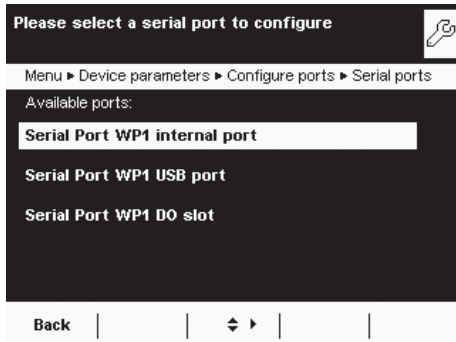 Please select a serial port to configure
Menu ▸ Device parameters ▸ Configure ports ▸ Serial ports
Available ports:
Serial Port WP1 internal port
Serial Port WP1 USB port
Serial Port WP1 DO slot
Back